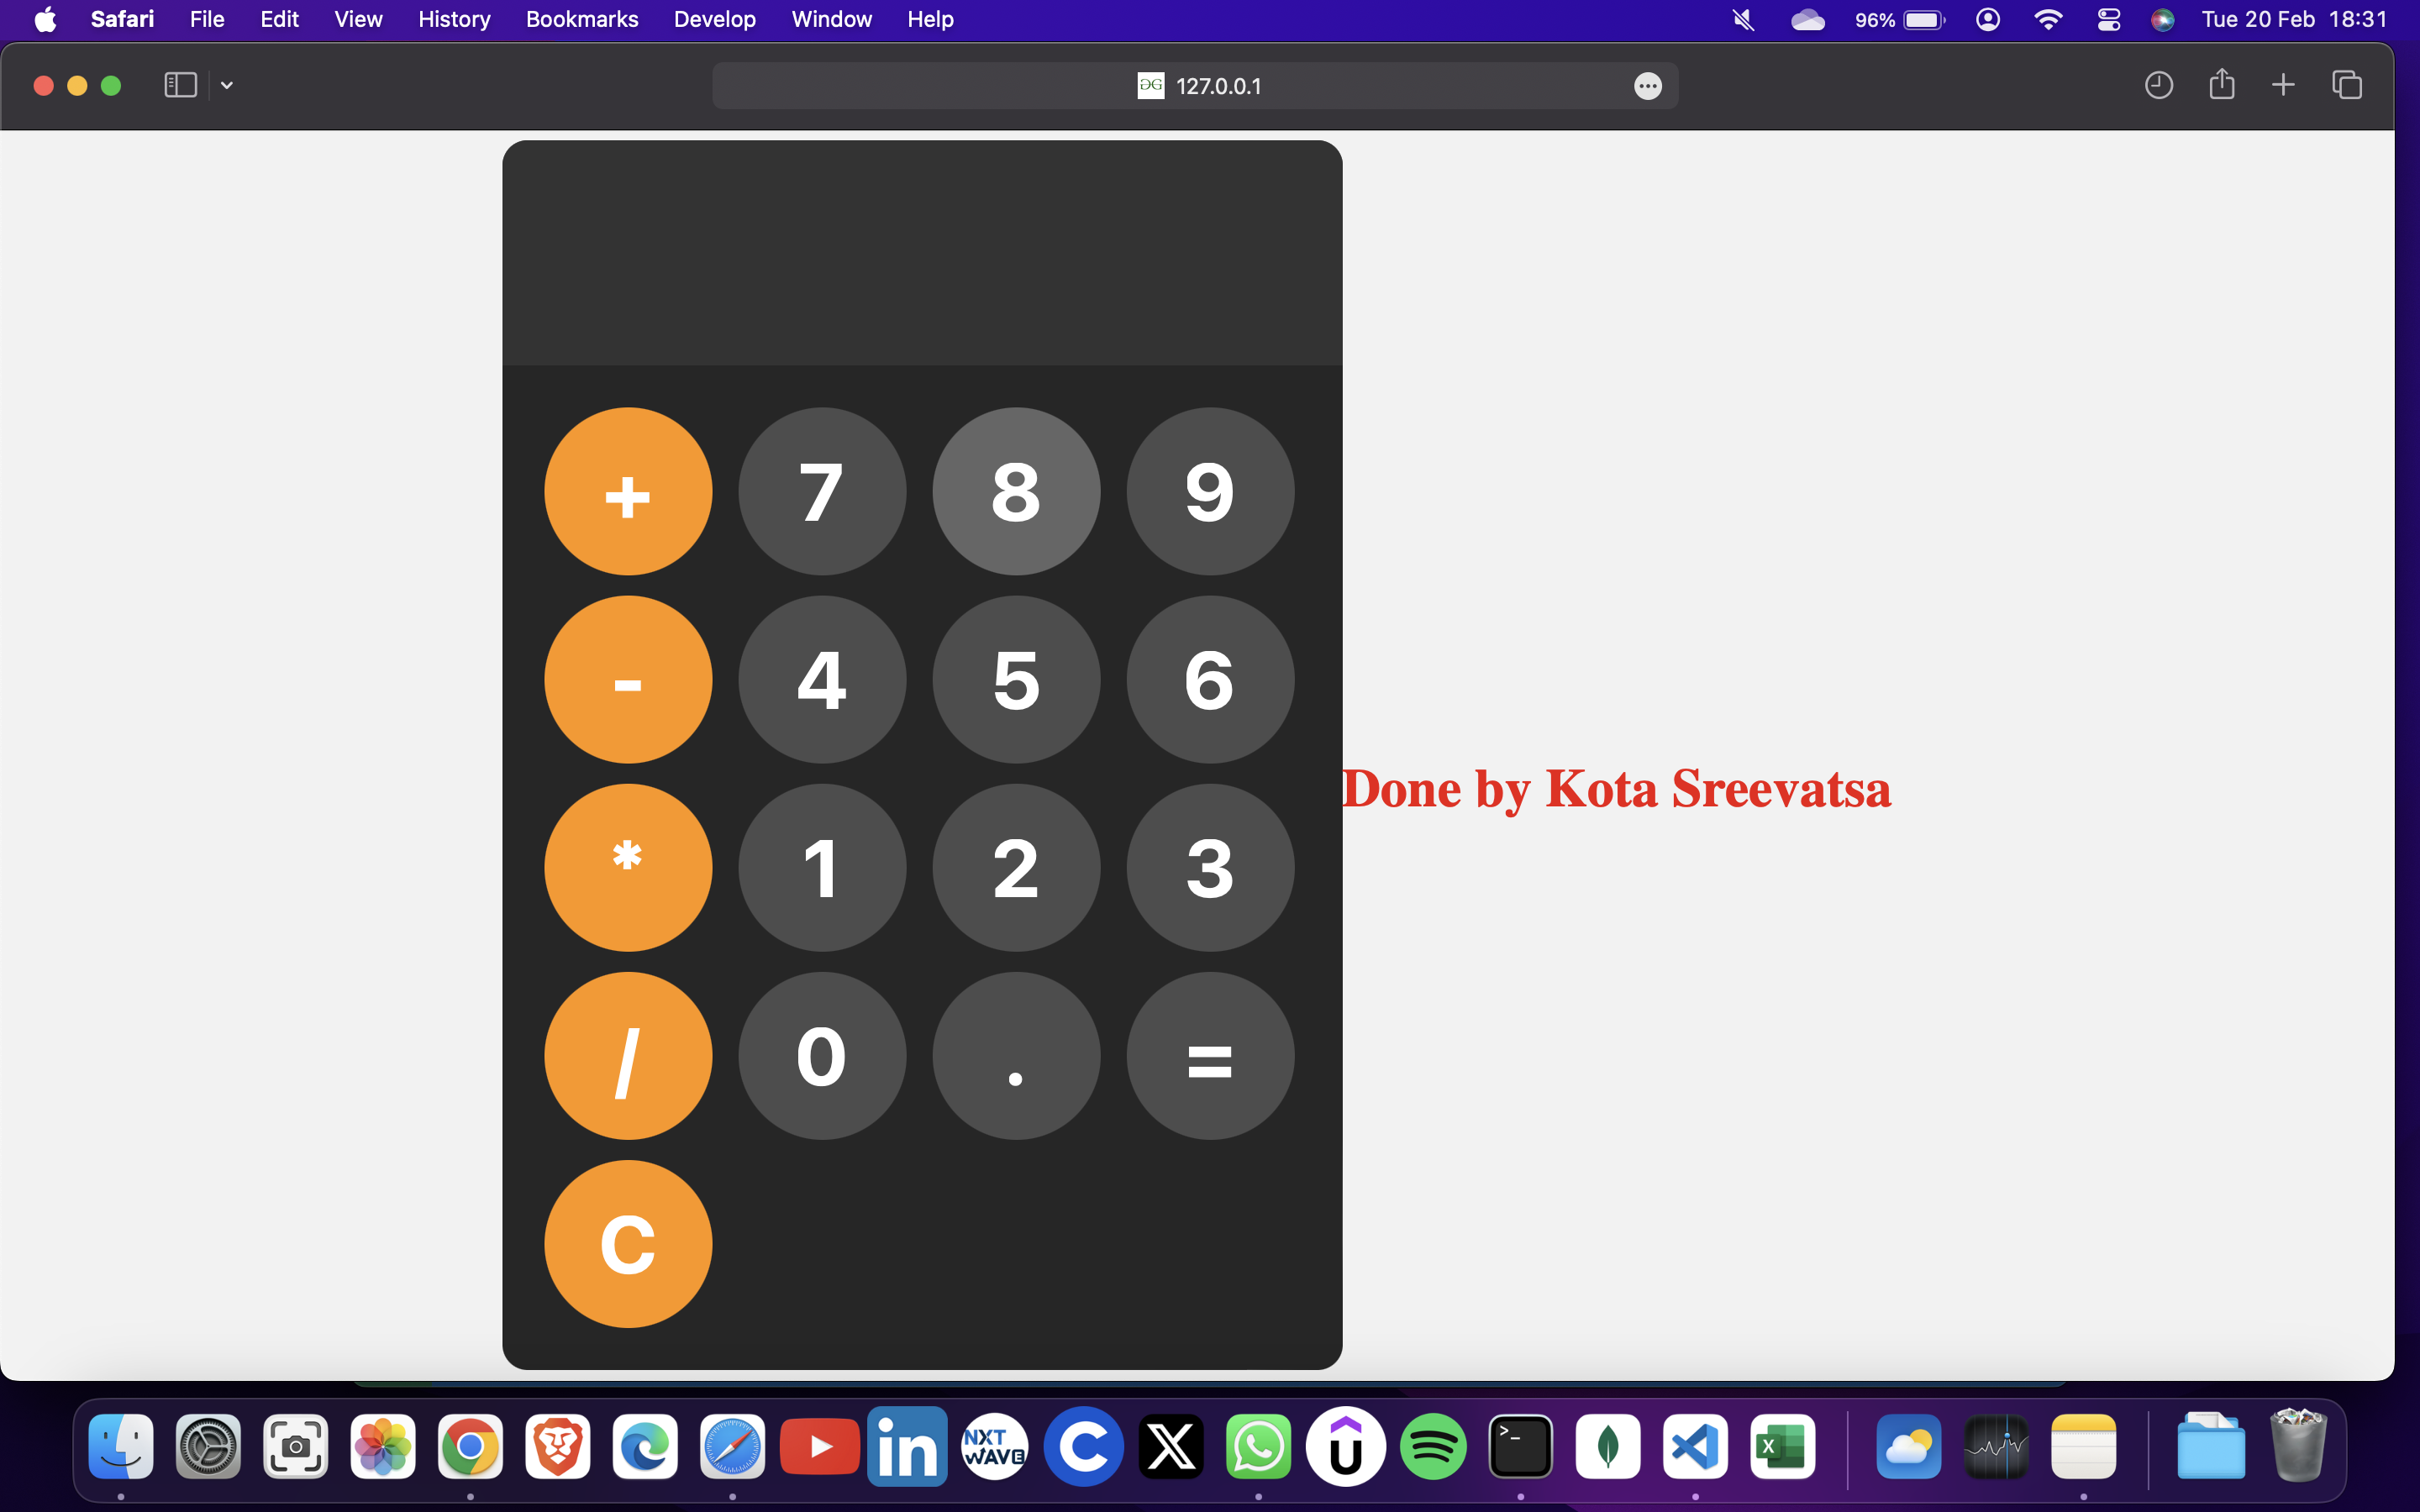 Safari File Edit View History Bookmarks Develop Window Help 96% Tue 20 Feb 18:31
127.0.0.1
+ 7 8 9
- 4 5 6
Done by Kota Sreevatsa
* 1 2 3
/ 0 . =
C
in NXT WAVE C X U >_ X